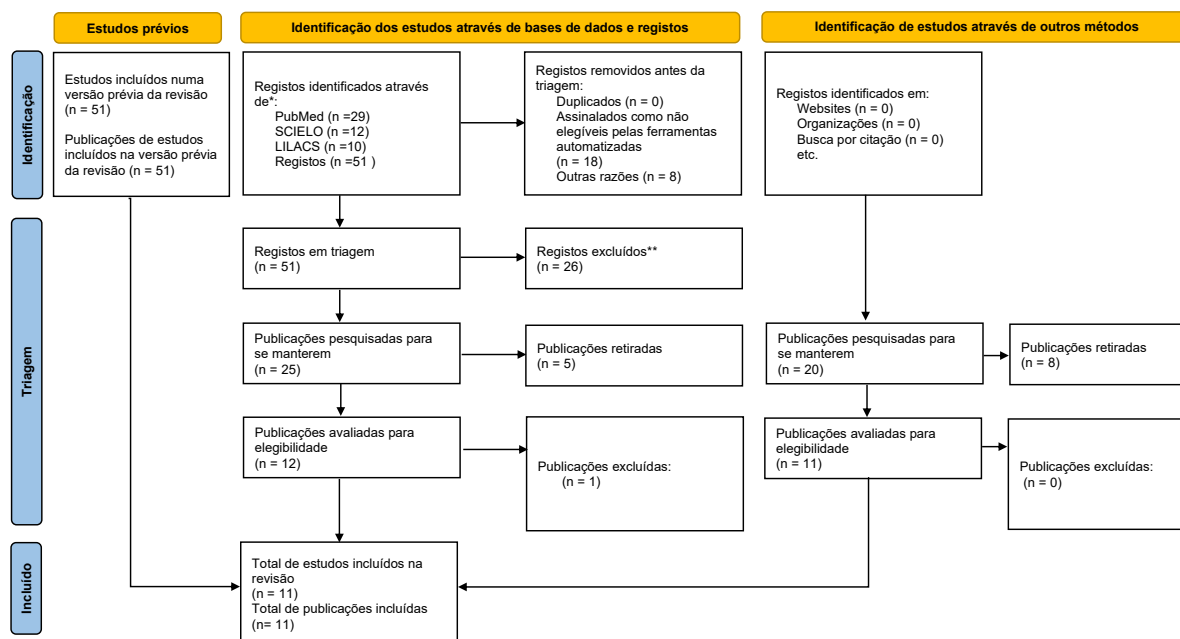 Estudos prévios
Identificação dos estudos através de bases de dados e registos
Identificação de estudos através de outros métodos
Identificação
Estudos incluídos numa
versão prévia da revisão
(n = 51)
Publicações de estudos
incluídos na versão prévia
da revisão (n = 51)
Registos identificados através
de*:
PubMed (n =29)
SCIELO (n =12)
LILACS (n =10)
Registos (n =51 )
Registos removidos antes da
triagem:
Duplicados (n = 0)
Assinalados como não
elegíveis pelas ferramentas
automatizadas
(n = 18)
Outras razões (n = 8)
Registos identificados em:
Websites (n = 0)
Organizações (n = 0)
Busca por citação (n = 0)
etc.
Triagem
Registos em triagem
(n = 51)
Registos excluídos**
(n = 26)
Publicações pesquisadas para
se manterem
(n = 25)
Publicações retiradas
(n = 5)
Publicações pesquisadas para
se manterem
(n = 20)
Publicações retiradas
(n = 8)
Publicações avaliadas para
elegibilidade
(n = 12)
Publicações excluídas:
(n = 1)
Publicações avaliadas para
elegibilidade
(n = 11)
Publicações excluídas:
(n = 0)
Incluído
Total de estudos incluídos na
revisão
(n = 11)
Total de publicações incluídas
(n= 11)